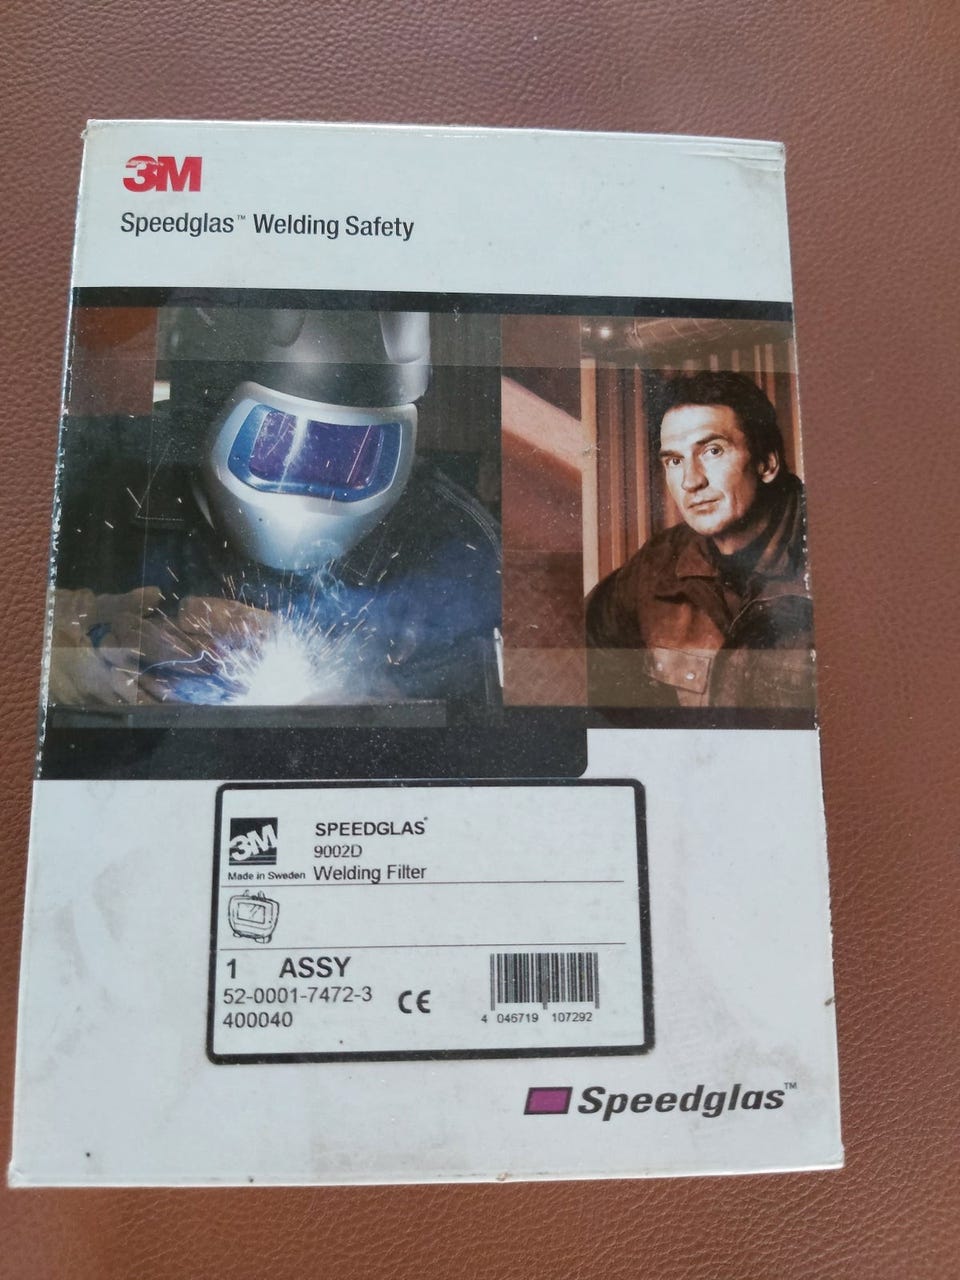 3M
Speedglas™ Welding Safety
3M
SPEEDGLAS®
9002D
Made in Sweden Welding Filter
1 ASSY
52-0001-7472-3
400040
CE
4 046719 107292
Speedglas™